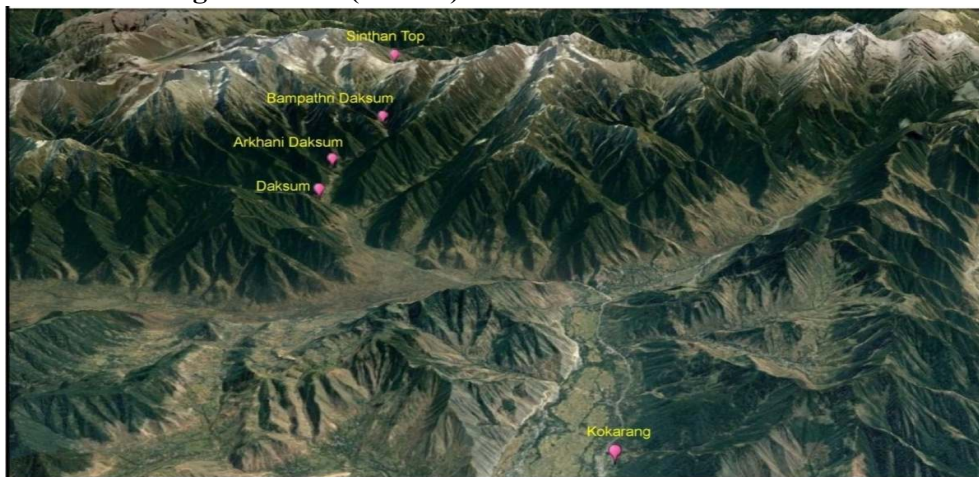 Sinthan Top
Bampathri Daksum
Arkhani Daksum
Daksum
Kokarang